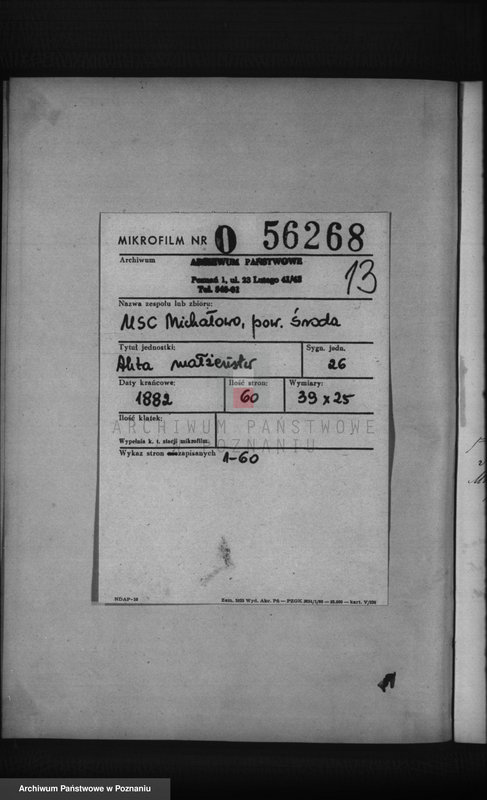 MIKROFILM NR O 56268
Archiwum
ARCHIWUM PAŃSTWOWE
Poznań 1, ul. 23 Lutego 41/43
Tel. 546-01
13
Nazwa zespołu lub zbioru:
USC Michałowo, pow. Środa
Tytuł jednostki:
Akta małżeństw
Sygn. jedn.
26
Daty krańcowe:
1882
Ilość stron:
60
Wymiary:
39 x 25
Ilość klatek:
ARCHIWUM PAŃSTWOWE
POZNANIU
Wypełnia k. t. stacji mikrofilm.
Wykaz stron niezapisanych 1-60
NDAP-16
Archiwum Państwowe w Poznaniu